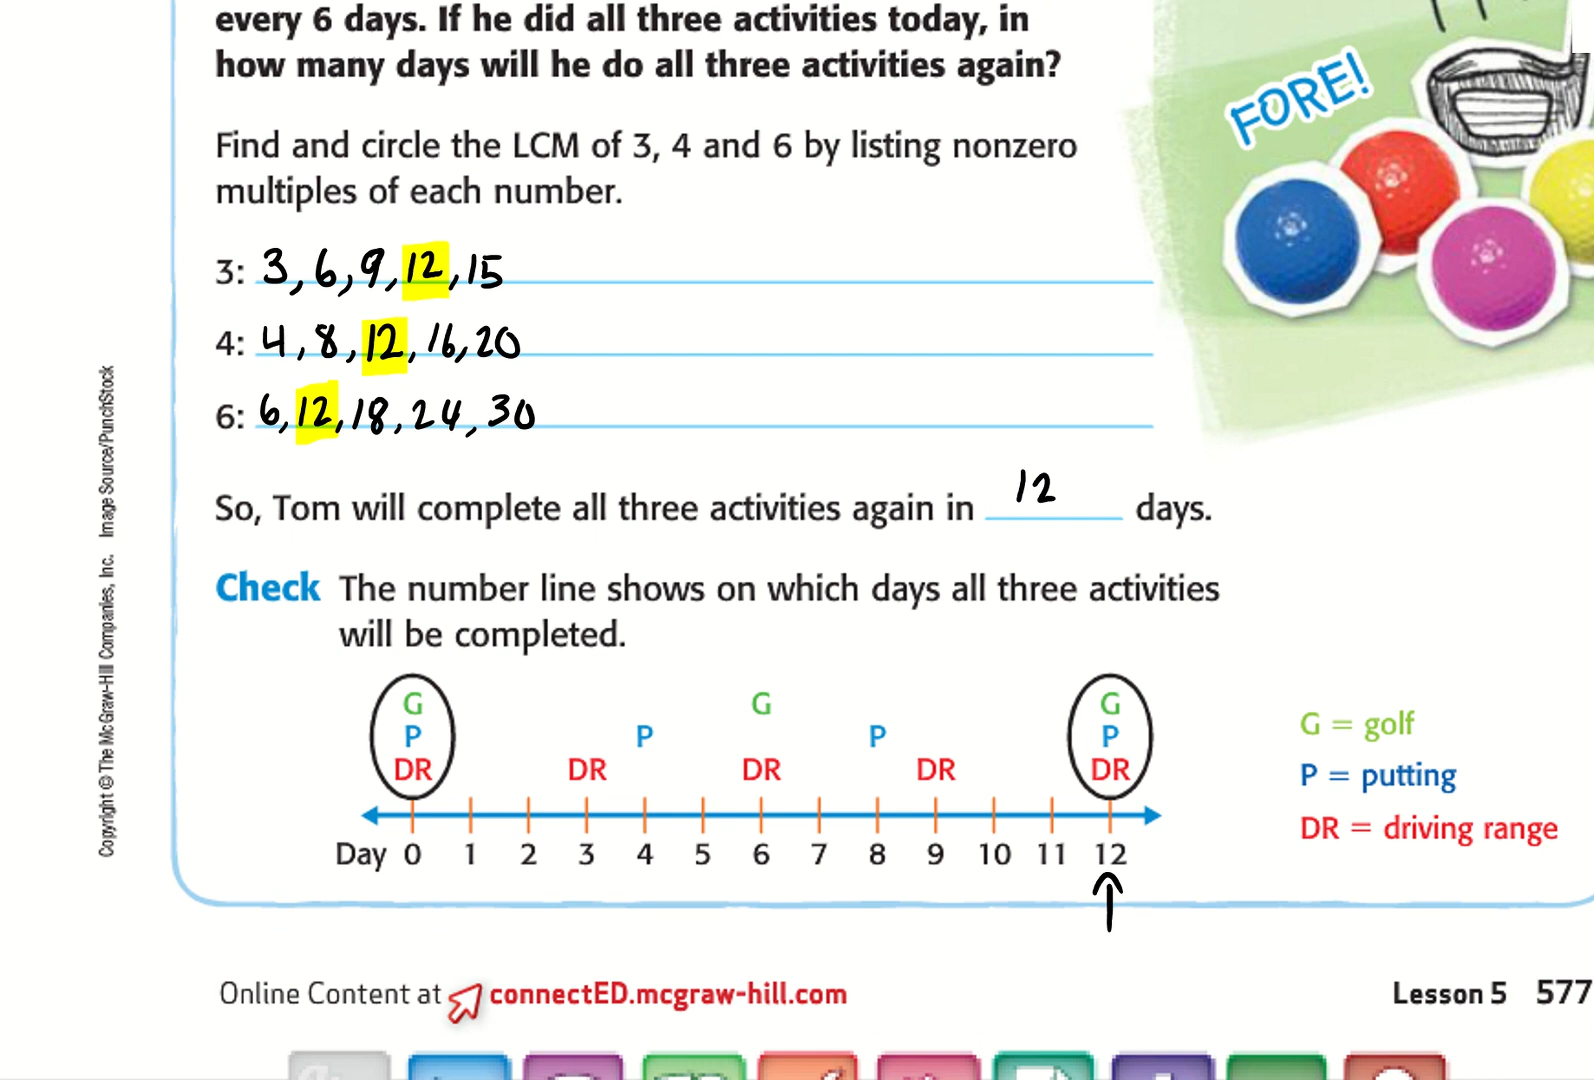 every 6 days. If he did all three activities today, in
how many days will he do all three activities again?
FORE!
Find and circle the LCM of 3, 4 and 6 by listing nonzero
multiples of each number.
3: 3, 6, 9, 12, 15
4: 4, 8, 12, 16, 20
6: 6, 12, 18, 24, 30
So, Tom will complete all three activities again in 12 days.
Check The number line shows on which days all three activities
will be completed.
G G G
P P P P
DR DR DR DR DR
G = golf
P = putting
DR = driving range
Day 0 1 2 3 4 5 6 7 8 9 10 11 12
Copyright © The McGraw-Hill Companies, Inc. Image Source/PunchStock
Online Content at connectED.mcgraw-hill.com
Lesson 5 577